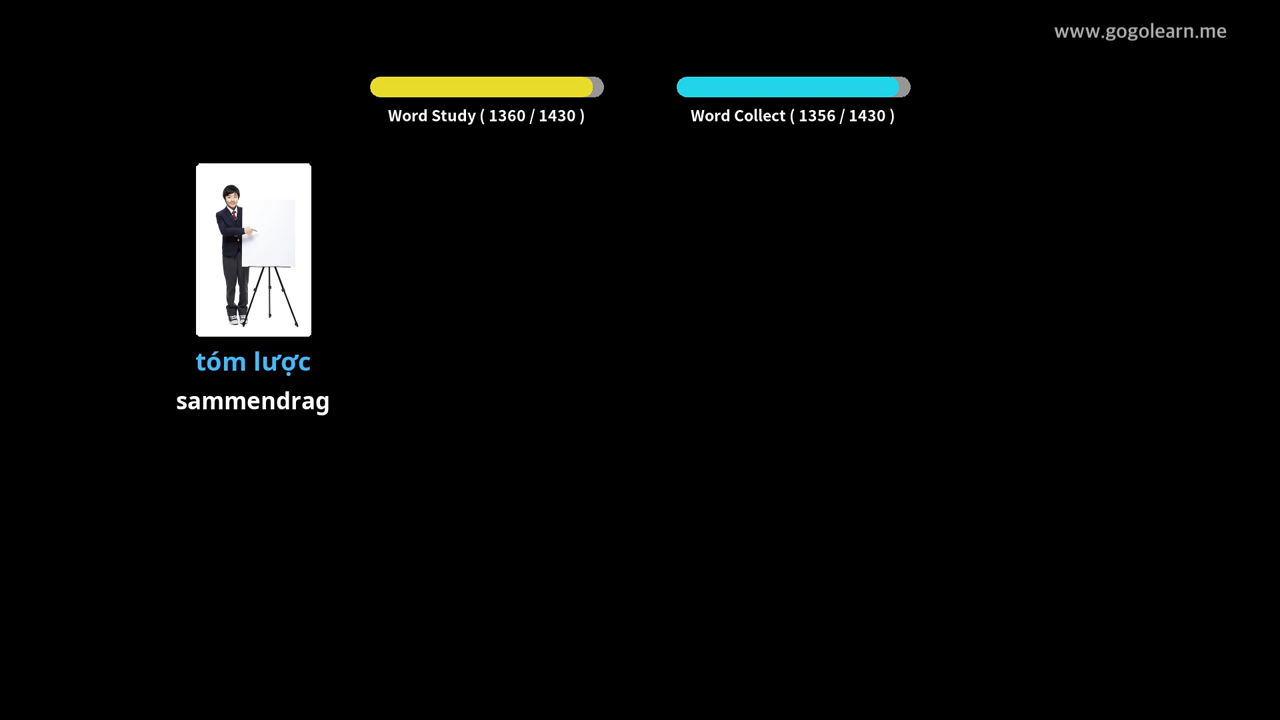 www.gogolearn.me
Word Study ( 1360 / 1430 )
Word Collect ( 1356 / 1430 )
tóm lược
sammendrag